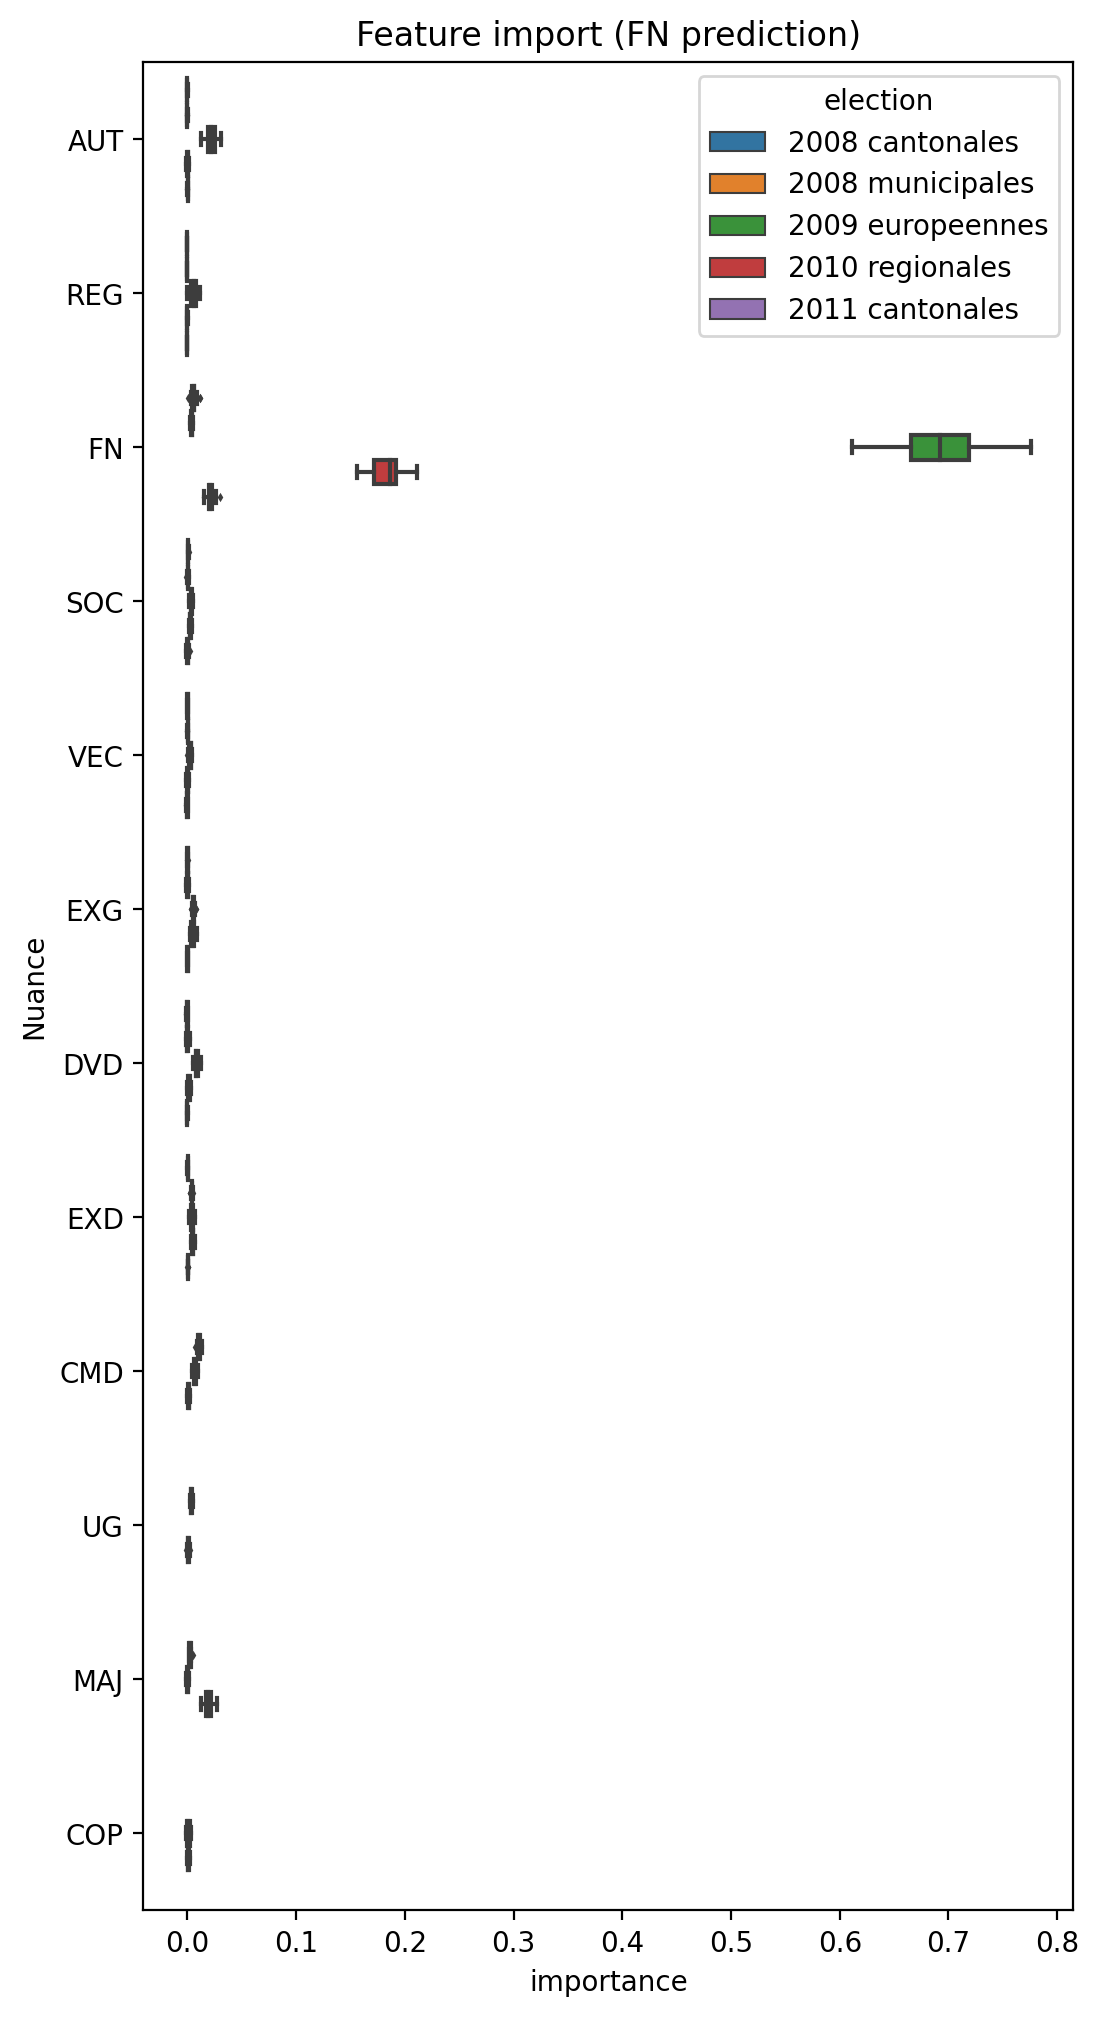 Feature import (FN prediction)
election
2008 cantonales
2008 municipales
2009 europeennes
2010 regionales
2011 cantonales
AUT
REG
FN
SOC
VEC
EXG
DVD
EXD
CMD
UG
MAJ
COP
Nuance
0.0 0.1 0.2 0.3 0.4 0.5 0.6 0.7 0.8
importance